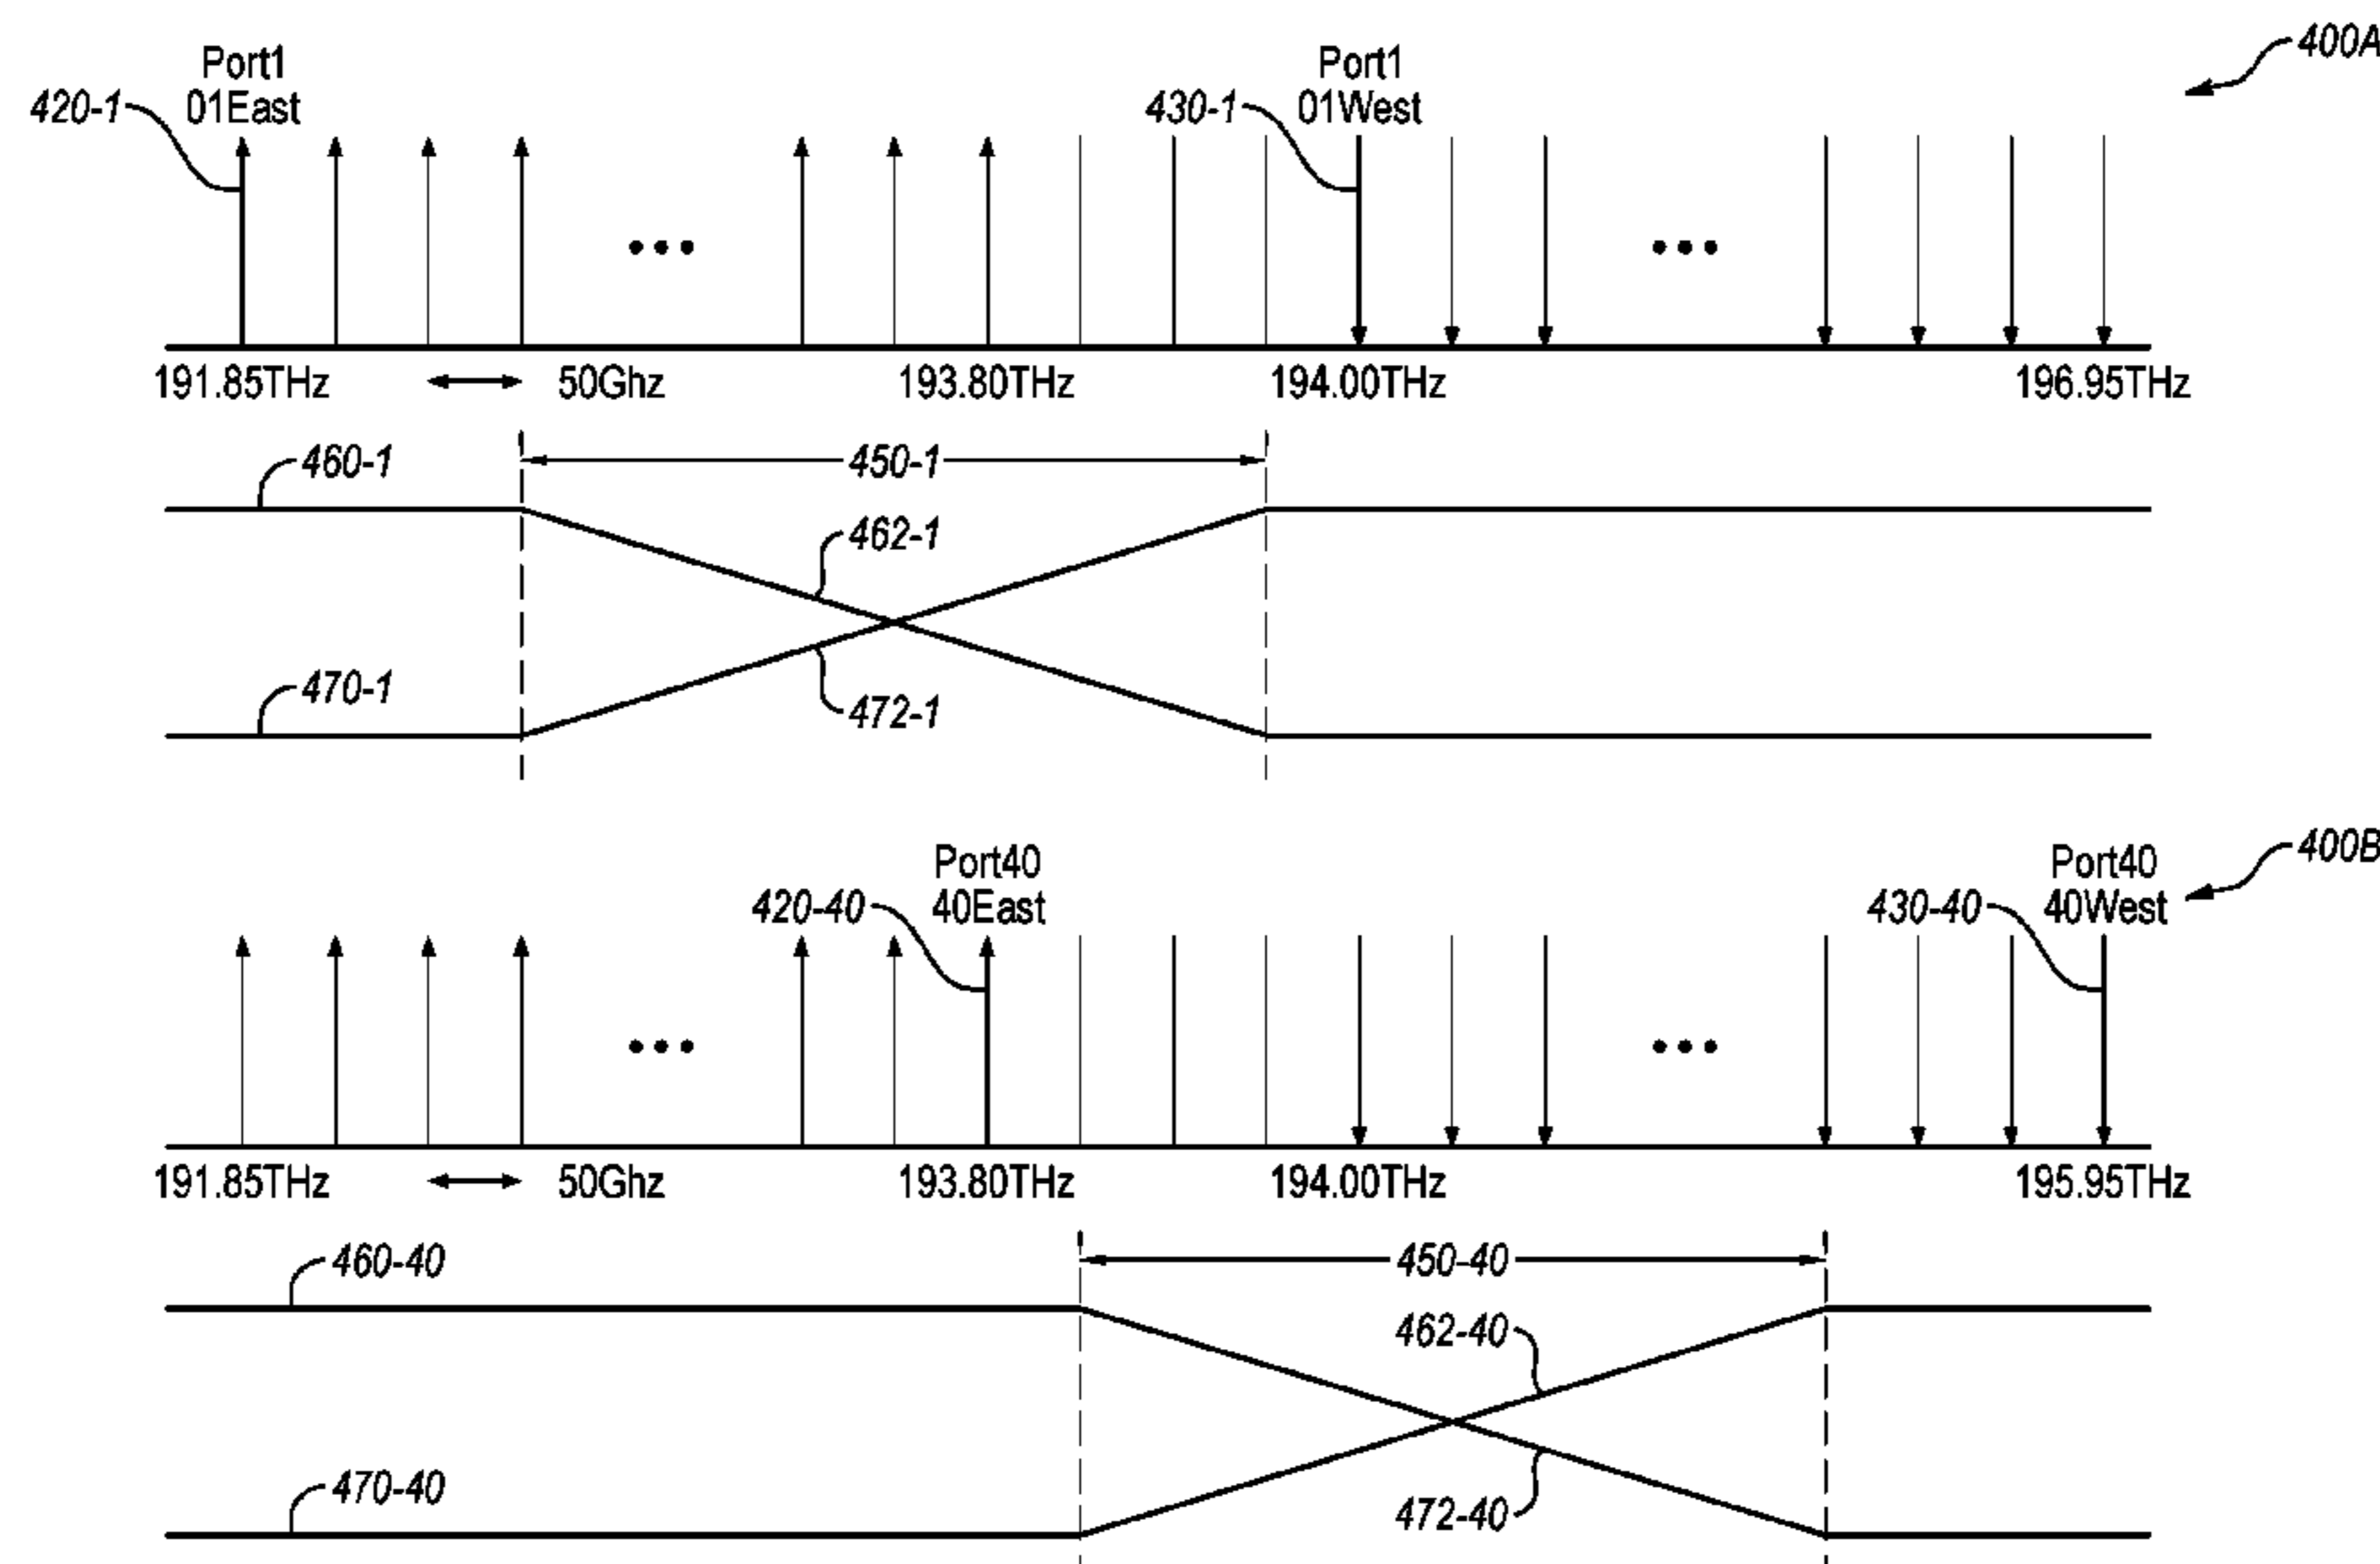 400A
Port1
01East
420-1
Port1
01West
430-1
191.85THz
50Ghz
193.80THz
194.00THz
196.95THz
460-1
450-1
462-1
470-1
472-1
400B
Port40
40East
420-40
Port40
40West
430-40
191.85THz
50Ghz
193.80THz
194.00THz
195.95THz
460-40
450-40
462-40
470-40
472-40